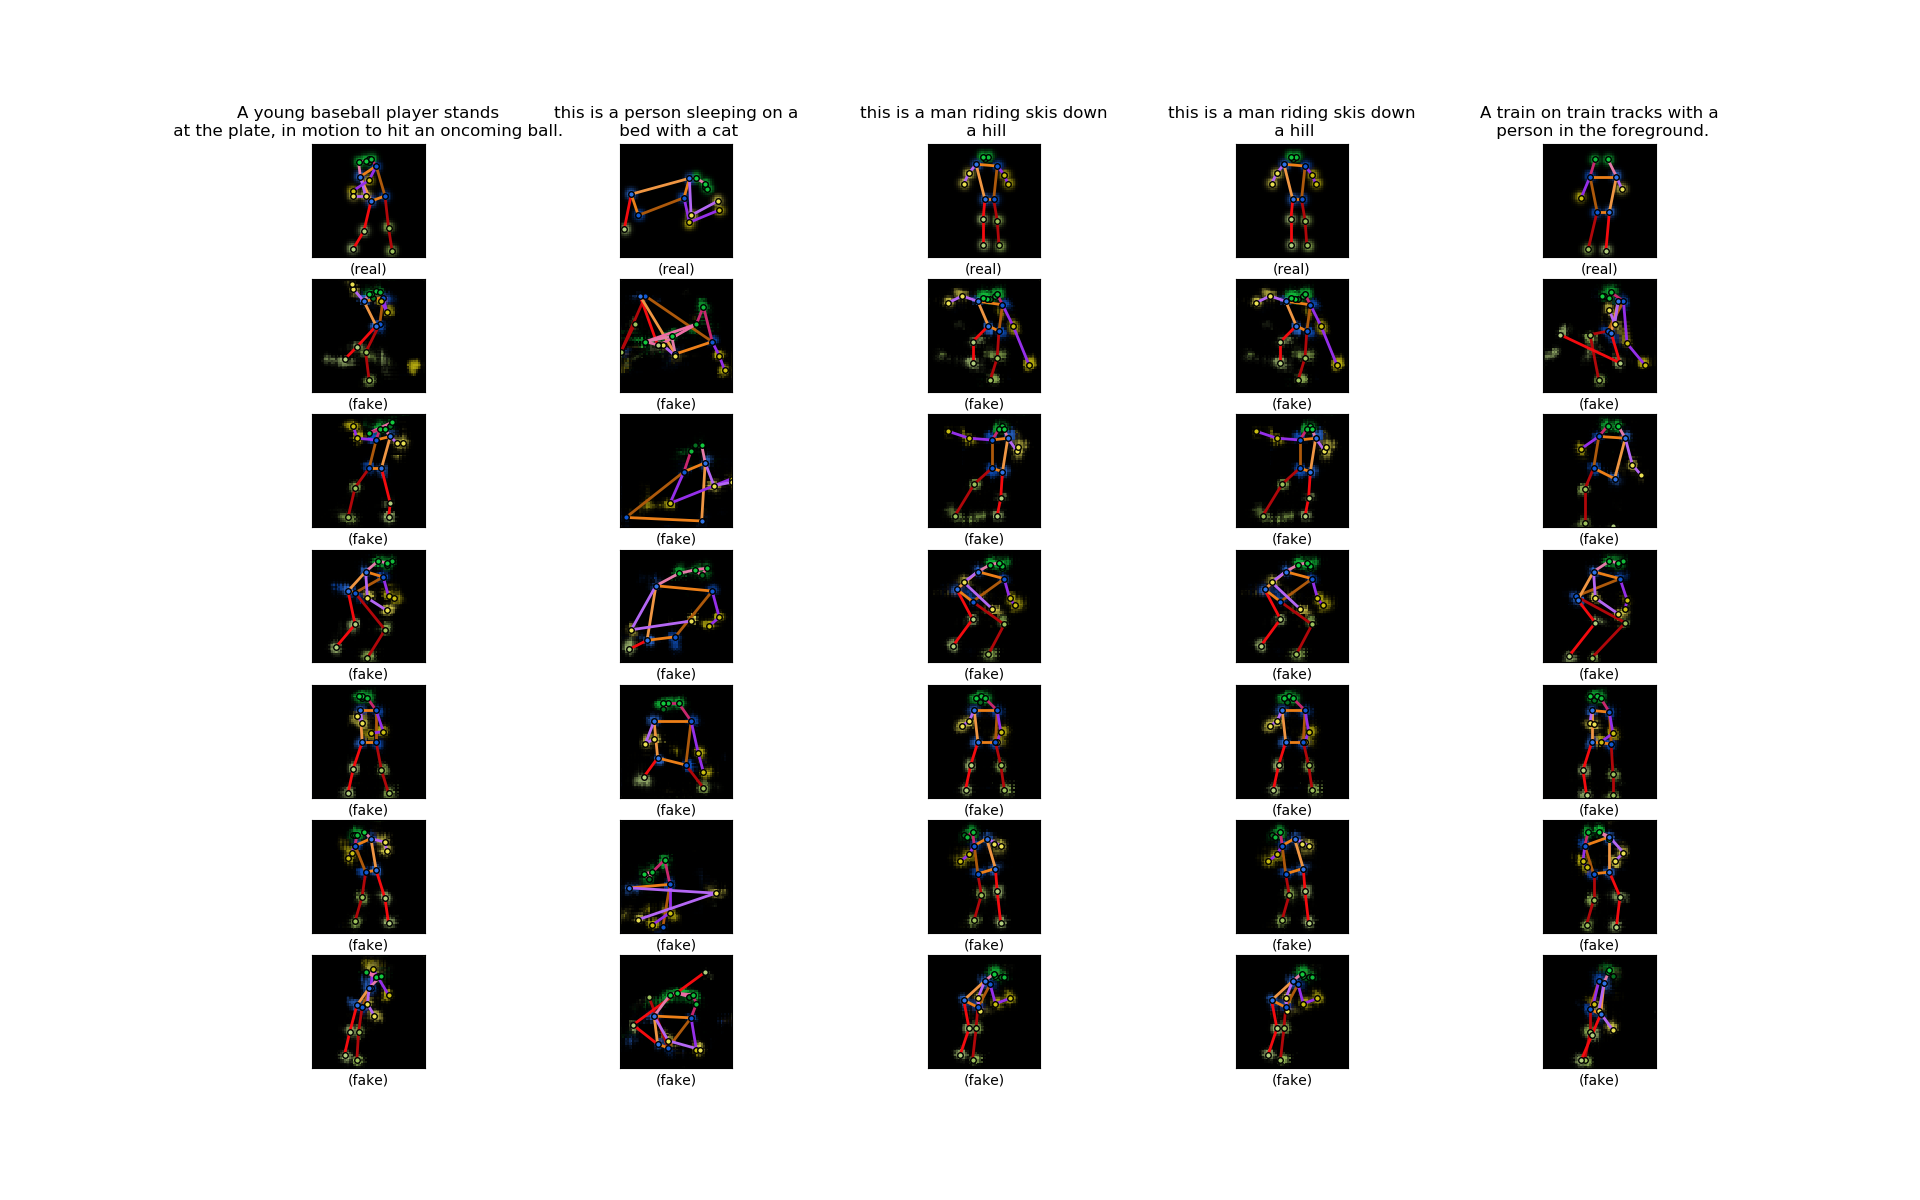 A young baseball player stands
at the plate, in motion to hit an oncoming ball.
this is a person sleeping on a
bed with a cat
this is a man riding skis down
a hill
this is a man riding skis down
a hill
A train on train tracks with a
person in the foreground.
(real) (real) (real) (real) (real)
(fake) (fake) (fake) (fake) (fake)
(fake) (fake) (fake) (fake) (fake)
(fake) (fake) (fake) (fake) (fake)
(fake) (fake) (fake) (fake) (fake)
(fake) (fake) (fake) (fake) (fake)
(fake) (fake) (fake) (fake) (fake)